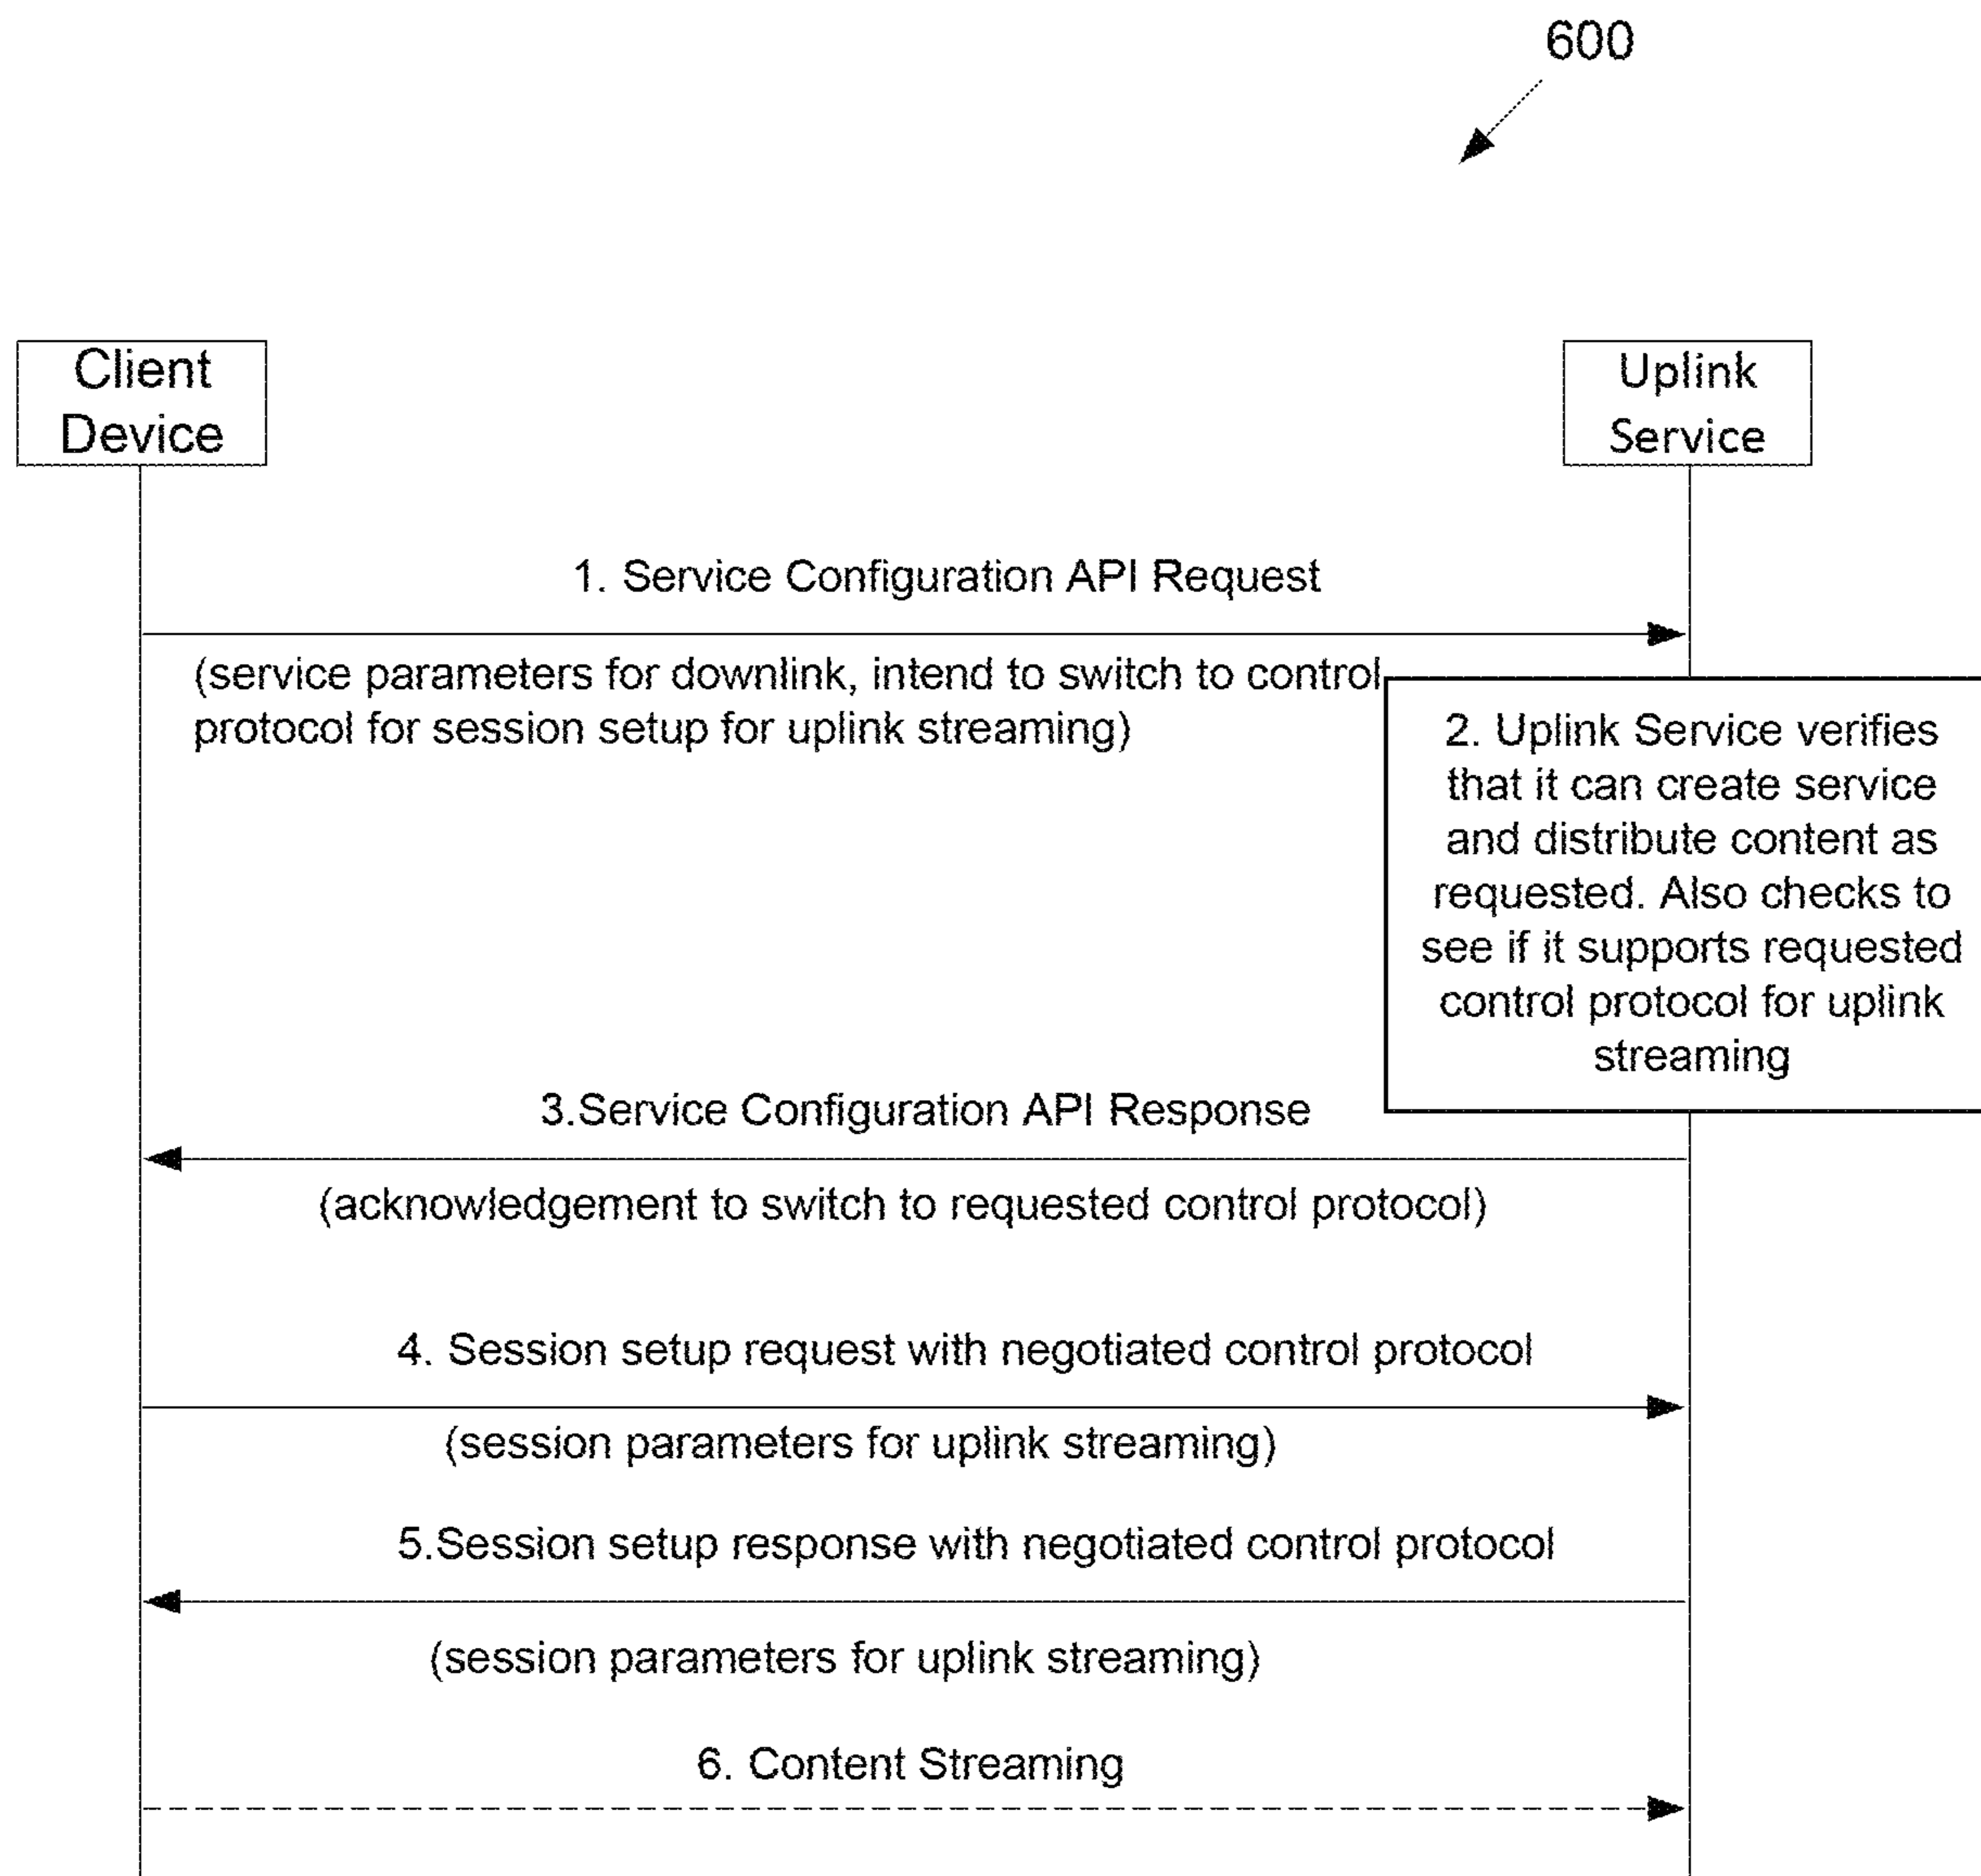 600
Client
Device
Uplink
Service
1. Service Configuration API Request
(service parameters for downlink, intend to switch to control
protocol for session setup for uplink streaming)
2. Uplink Service verifies
that it can create service
and distribute content as
requested. Also checks to
see if it supports requested
control protocol for uplink
streaming
3.Service Configuration API Response
(acknowledgement to switch to requested control protocol)
4. Session setup request with negotiated control protocol
(session parameters for uplink streaming)
5.Session setup response with negotiated control protocol
(session parameters for uplink streaming)
6. Content Streaming